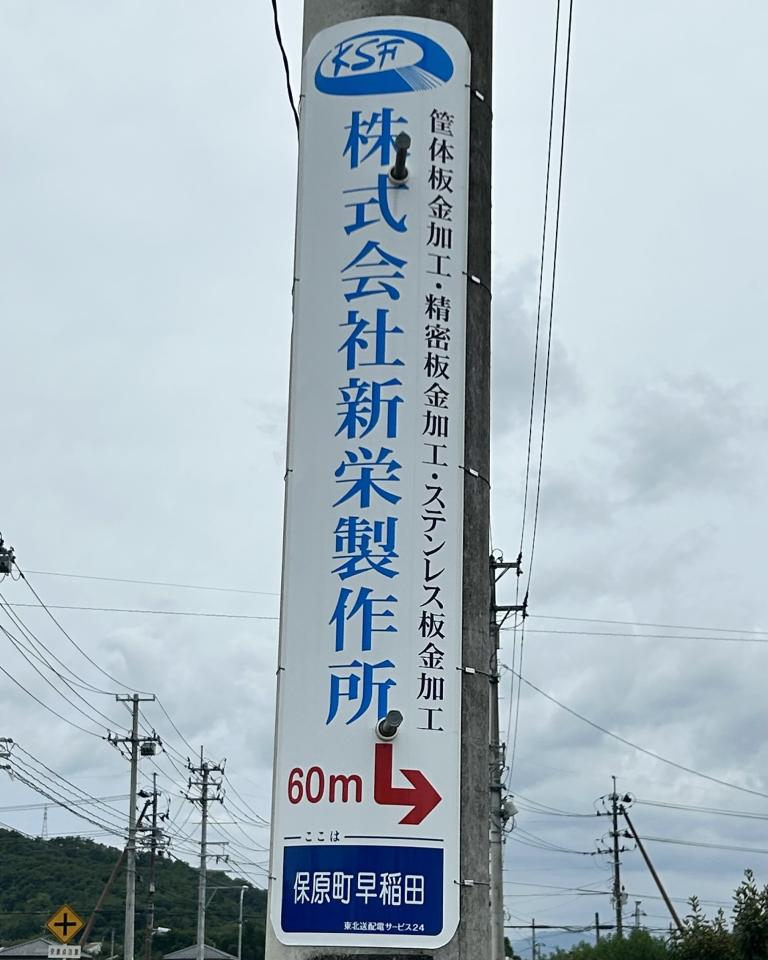 KSF
筐体板金加工・精密板金加工・ステンレス板金加工
株式会社新栄製作所
60m
ここは
保原町早稲田
東北送配電サービス24